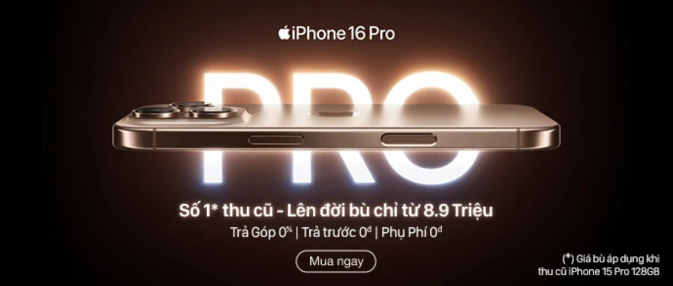 iPhone 16 Pro
PRO
Số 1* thu cũ - Lên đời bù chỉ từ 8.9 Triệu
Trả Góp 0% | Trả trước 0đ | Phụ Phí 0đ
Mua ngay
(*) Giá bù áp dụng khi
thu cũ iPhone 15 Pro 128GB